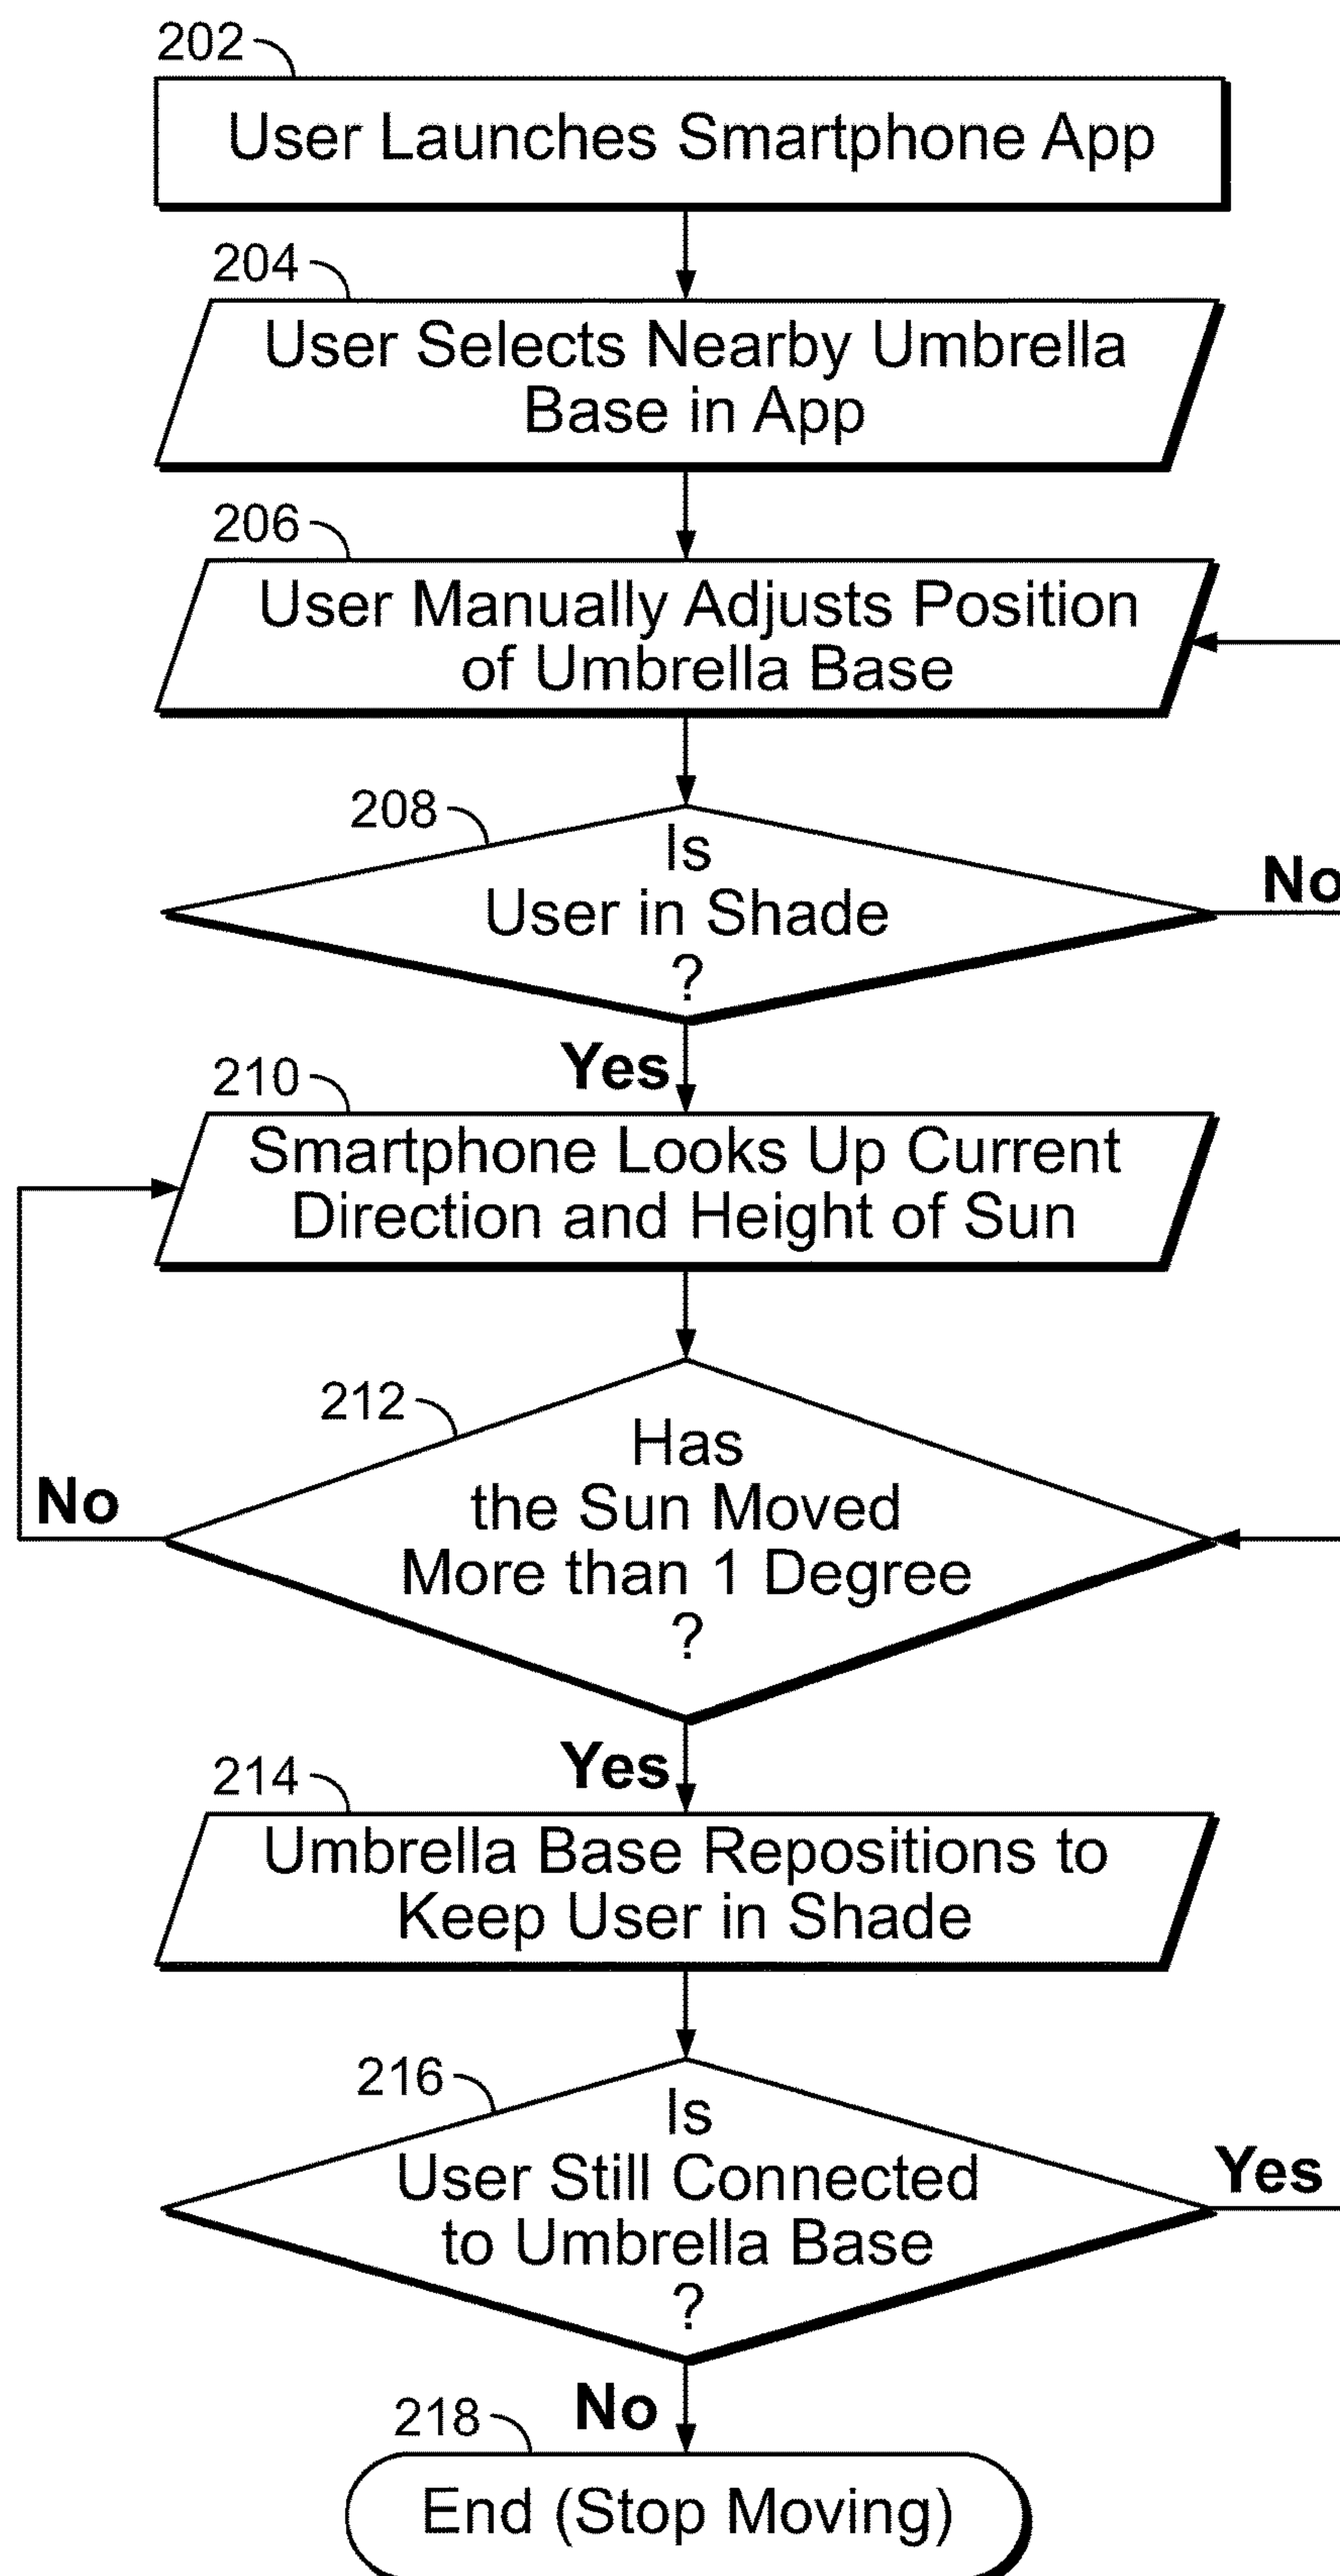 202
User Launches Smartphone App
204
User Selects Nearby Umbrella
Base in App
206
User Manually Adjusts Position
of Umbrella Base
208
Is
User in Shade
?
No
Yes
210
Smartphone Looks Up Current
Direction and Height of Sun
212
Has
the Sun Moved
More than 1 Degree
?
No
Yes
214
Umbrella Base Repositions to
Keep User in Shade
216
Is
User Still Connected
to Umbrella Base
?
Yes
No
218
End (Stop Moving)